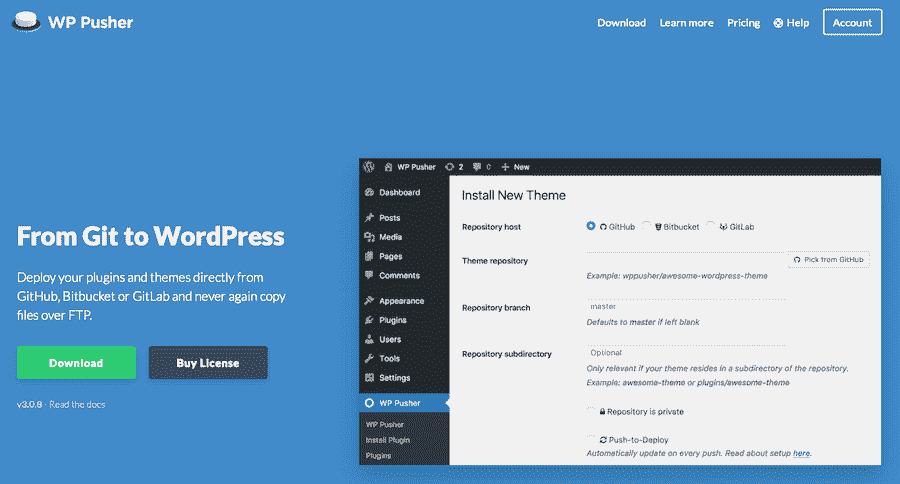 WP Pusher
Download Learn more Pricing Help Account
From Git to WordPress
Deploy your plugins and themes directly from
GitHub, Bitbucket or GitLab and never again copy
files over FTP.
Download Buy License
v3.0.8 · Read the docs
WP Pusher 2 0 New
Dashboard
Posts
Media
Pages
Comments
Appearance
Plugins
Users
Tools
Settings
WP Pusher
WP Pusher
Install Plugin
Plugins
Install New Theme
Repository host GitHub Bitbucket GitLab
Theme repository Pick from GitHub
Example: wppusher/awesome-wordpress-theme
Repository branch master
Defaults to master if left blank
Repository subdirectory Optional
Only relevant if your theme resides in a subdirectory of the repository.
Example: awesome-theme or plugins/awesome-theme
Repository is private
Push-to-Deploy
Automatically update on every push. Read about setup here.